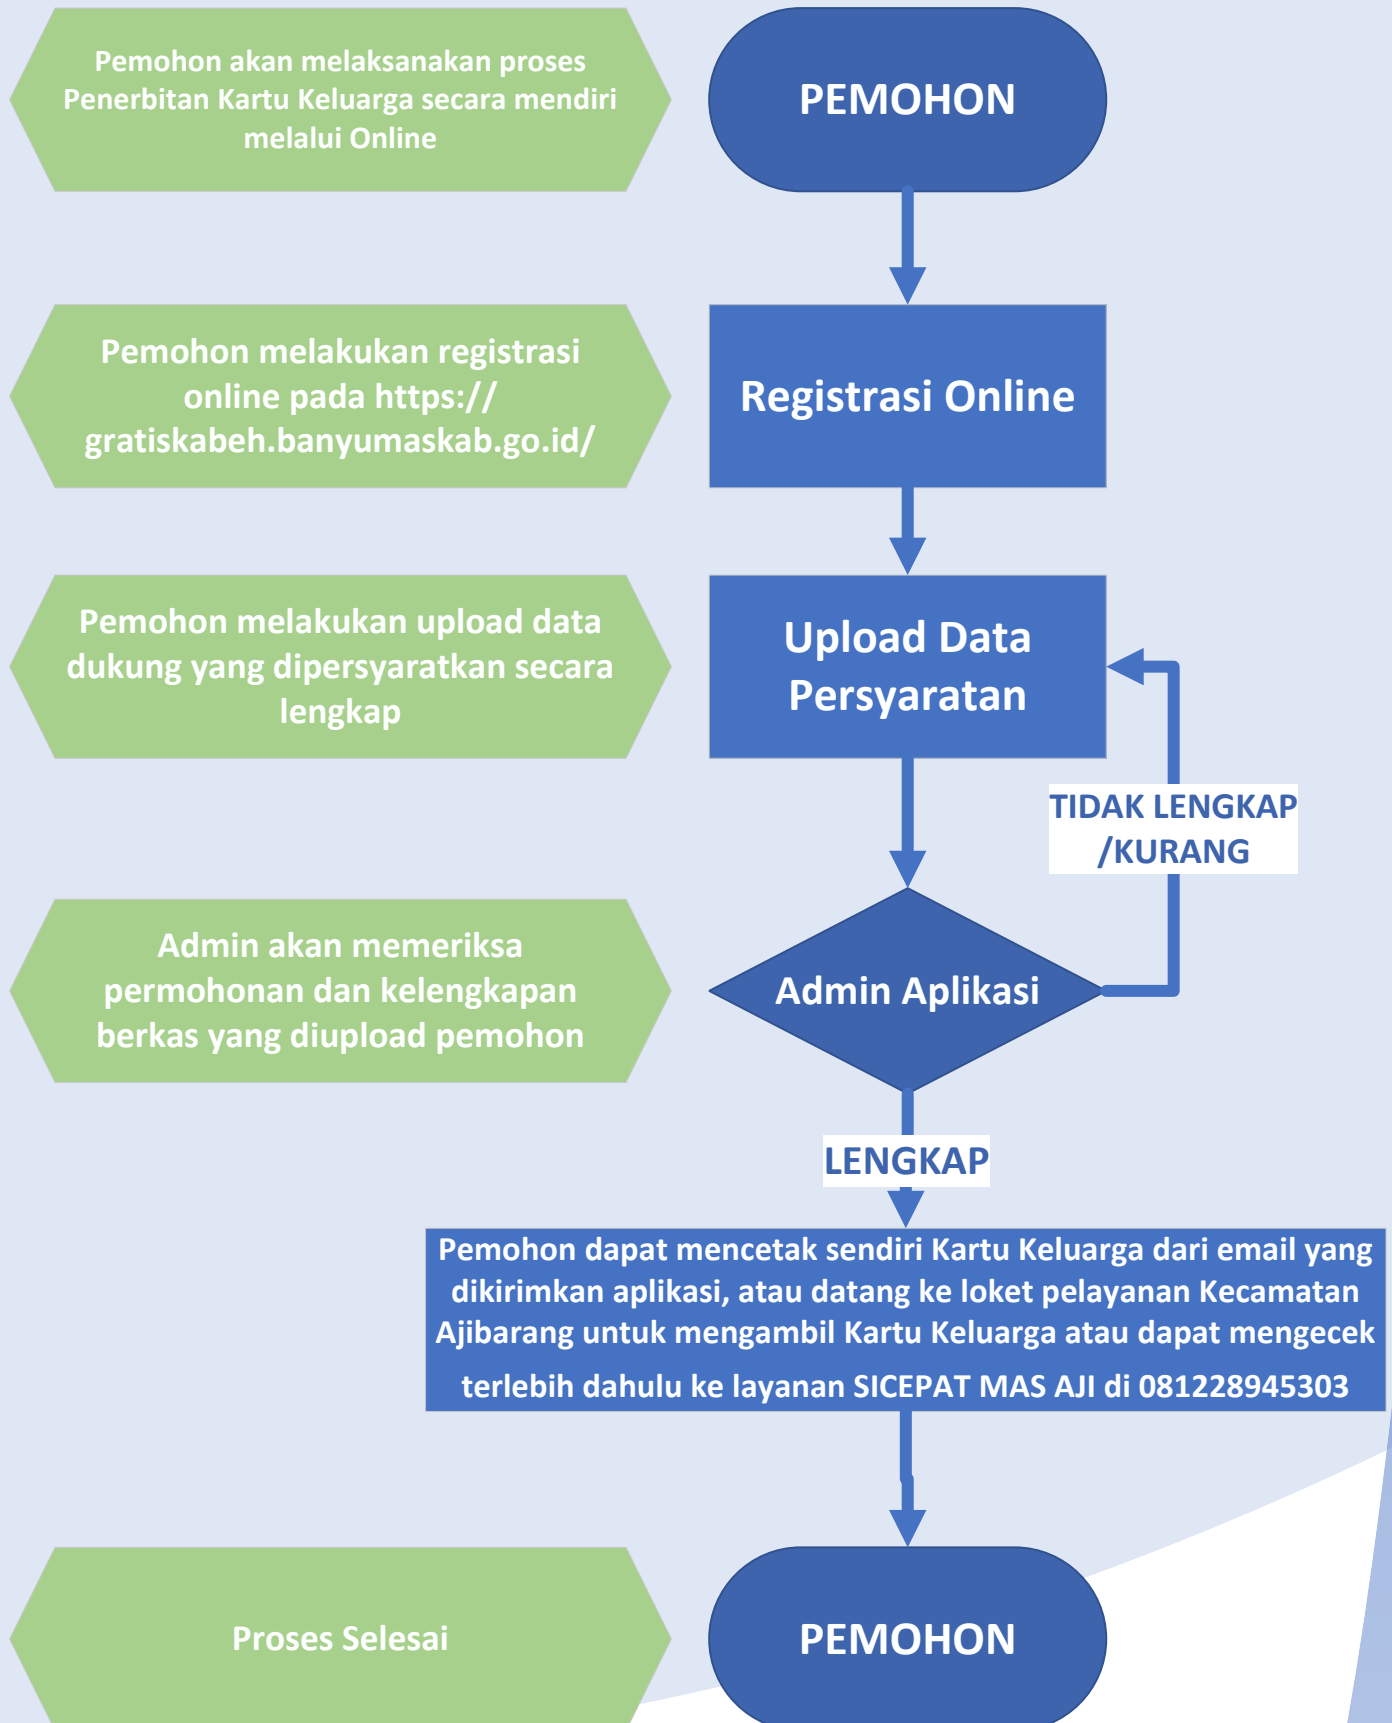 Pemohon akan melaksanakan proses
Penerbitan Kartu Keluarga secara mendiri
melalui Online
PEMOHON
Pemohon melakukan registrasi
online pada https://
gratiskabeh.banyumaskab.go.id/
Registrasi Online
Pemohon melakukan upload data
dukung yang dipersyaratkan secara
lengkap
Upload Data
Persyaratan
TIDAK LENGKAP
/KURANG
Admin akan memeriksa
permohonan dan kelengkapan
berkas yang diupload pemohon
Admin Aplikasi
LENGKAP
Pemohon dapat mencetak sendiri Kartu Keluarga dari email yang
dikirimkan aplikasi, atau datang ke loket pelayanan Kecamatan
Ajibarang untuk mengambil Kartu Keluarga atau dapat mengecek
terlebih dahulu ke layanan SICEPAT MAS AJI di 081228945303
Proses Selesai
PEMOHON